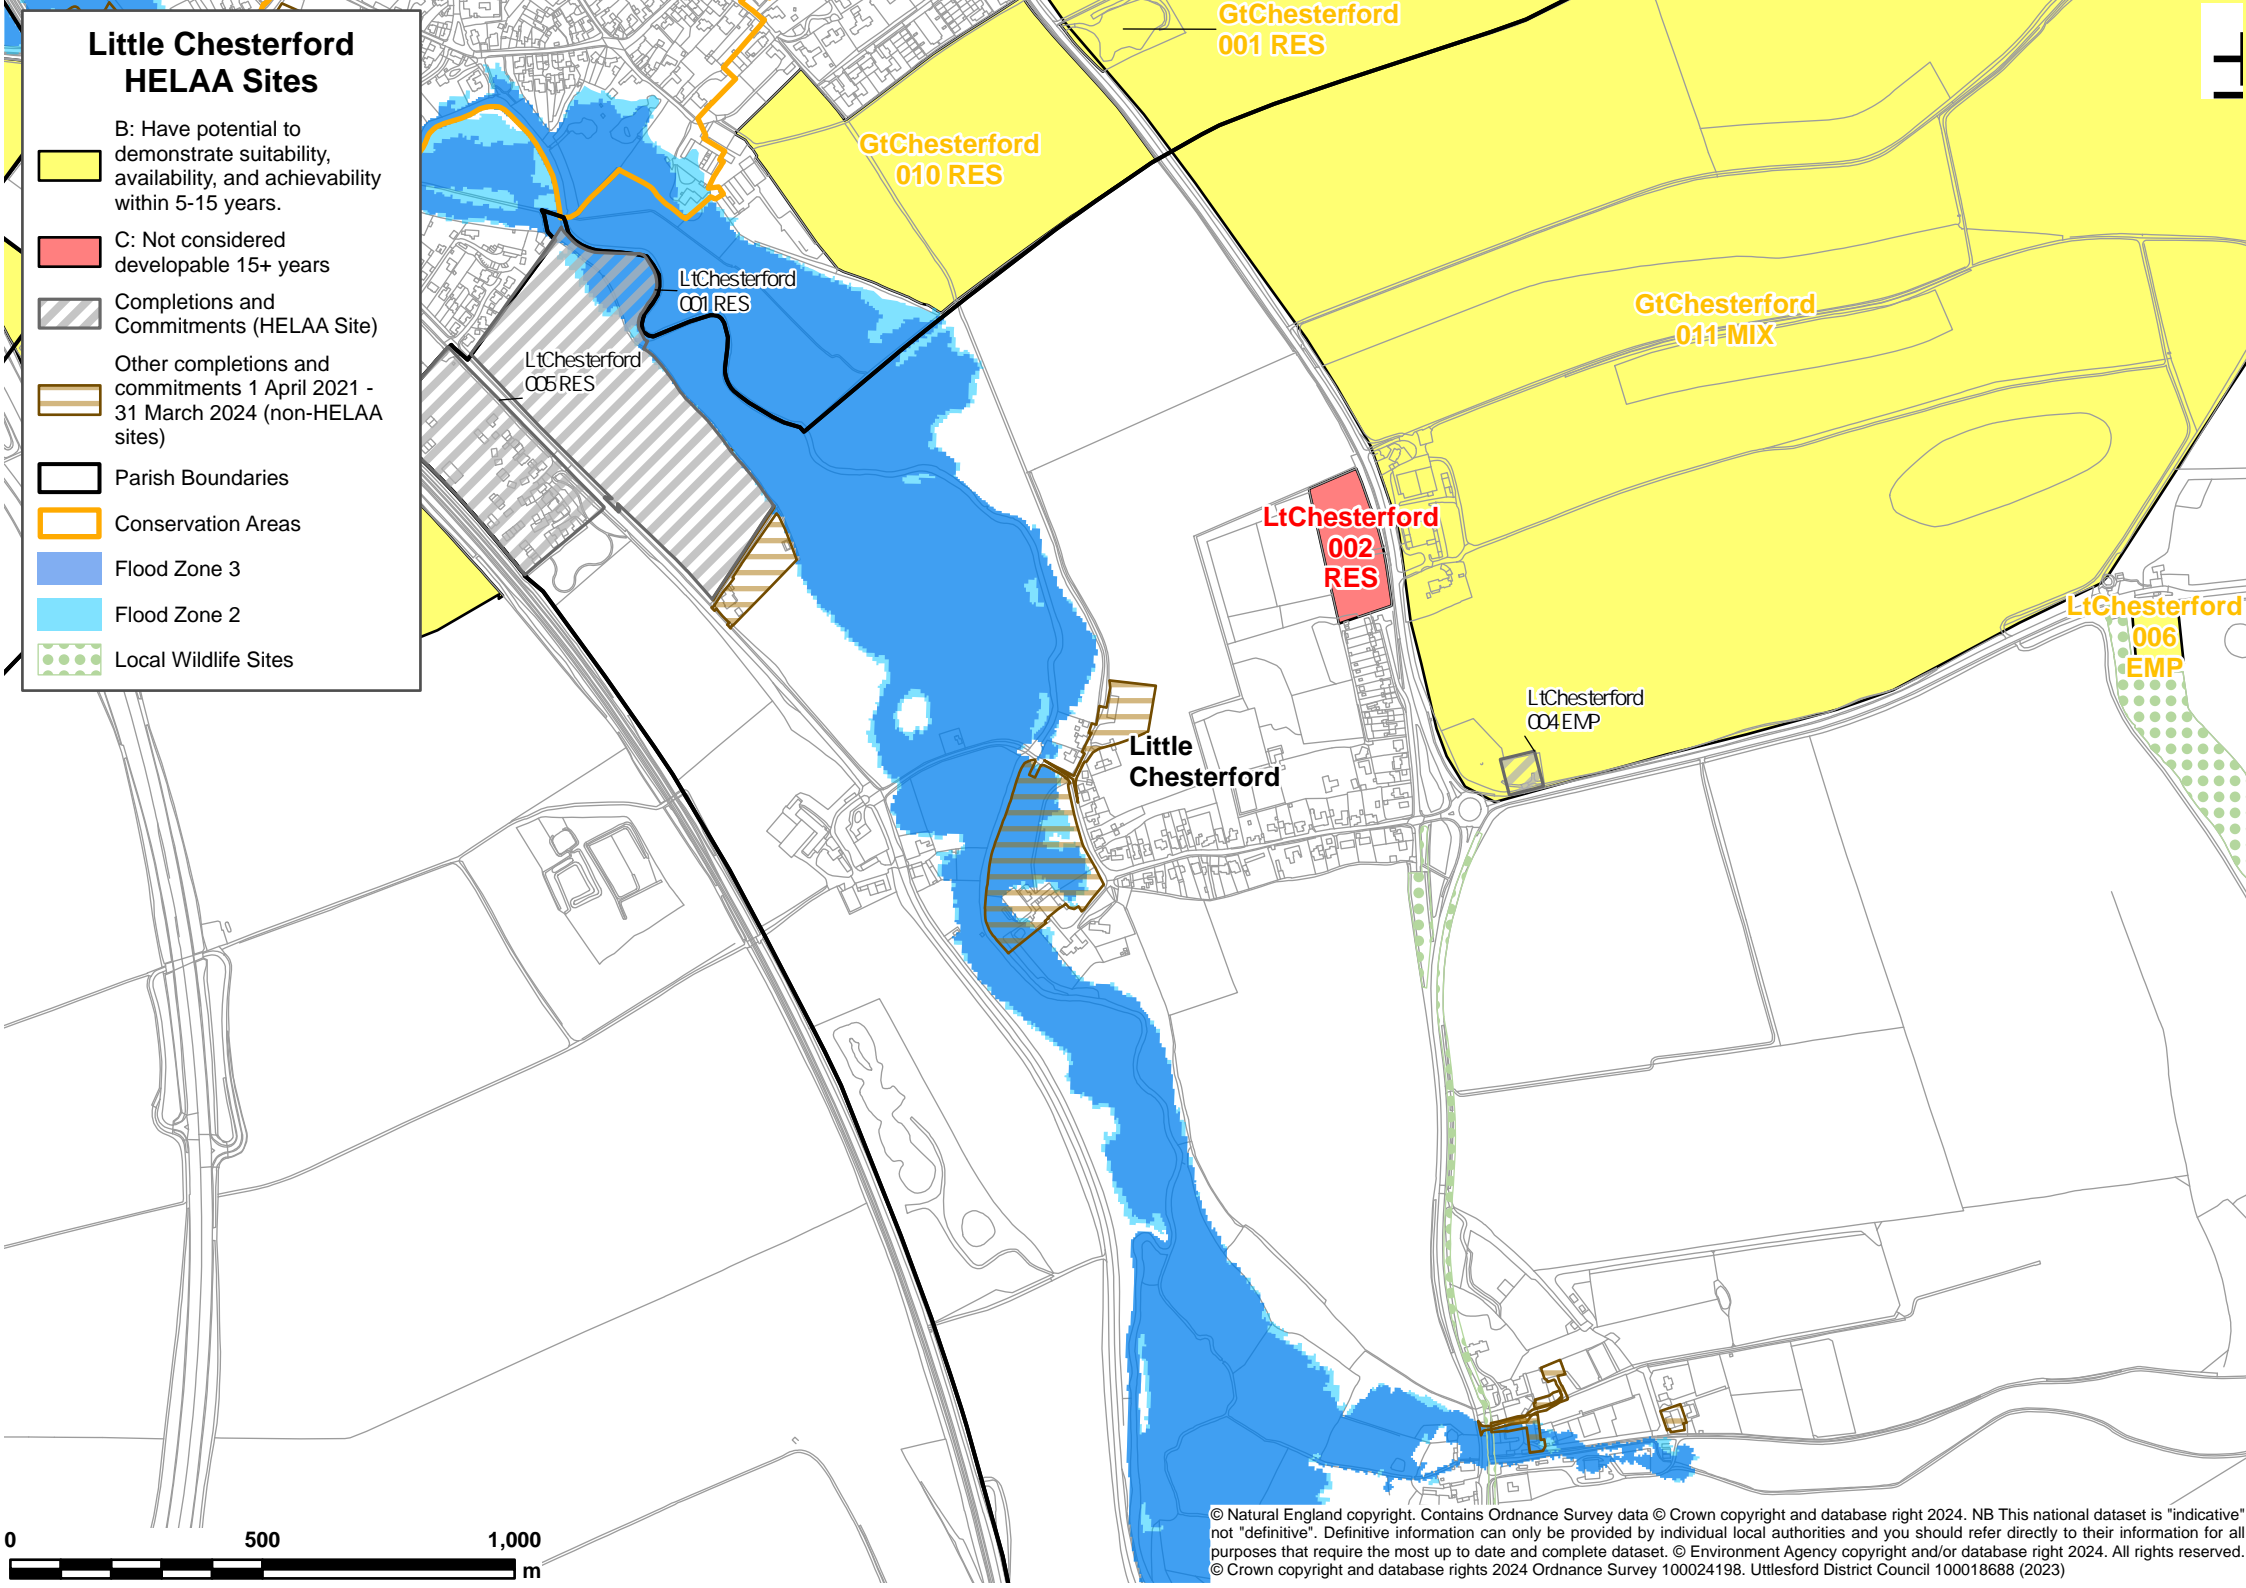 Little Chesterford
HELAA Sites
B: Have potential to
demonstrate suitability,
availability, and achievability
within 5-15 years.
C: Not considered
developable 15+ years
Completions and
Commitments (HELAA Site)
Other completions and
commitments 1 April 2021 -
31 March 2024 (non-HELAA
sites)
Parish Boundaries
Conservation Areas
Flood Zone 3
Flood Zone 2
Local Wildlife Sites
GtChesterford
001 RES
GtChesterford
010 RES
LtChesterford
001 RES
LtChesterford
005 RES
GtChesterford
011 MIX
LtChesterford
002
RES
LtChesterford
006
EMP
LtChesterford
004 EMP
Little
Chesterford
0 500 1,000
m
© Natural England copyright. Contains Ordnance Survey data © Crown copyright and database right 2024. NB This national dataset is "indicative"
not "definitive". Definitive information can only be provided by individual local authorities and you should refer directly to their information for all
purposes that require the most up to date and complete dataset. © Environment Agency copyright and/or database right 2024. All rights reserved.
© Crown copyright and database rights 2024 Ordnance Survey 100024198. Uttlesford District Council 100018688 (2023)